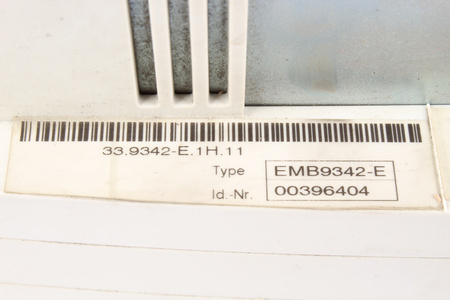 33.9342-E.1H.11
Type EMB9342-E
Id.-Nr. 00396404